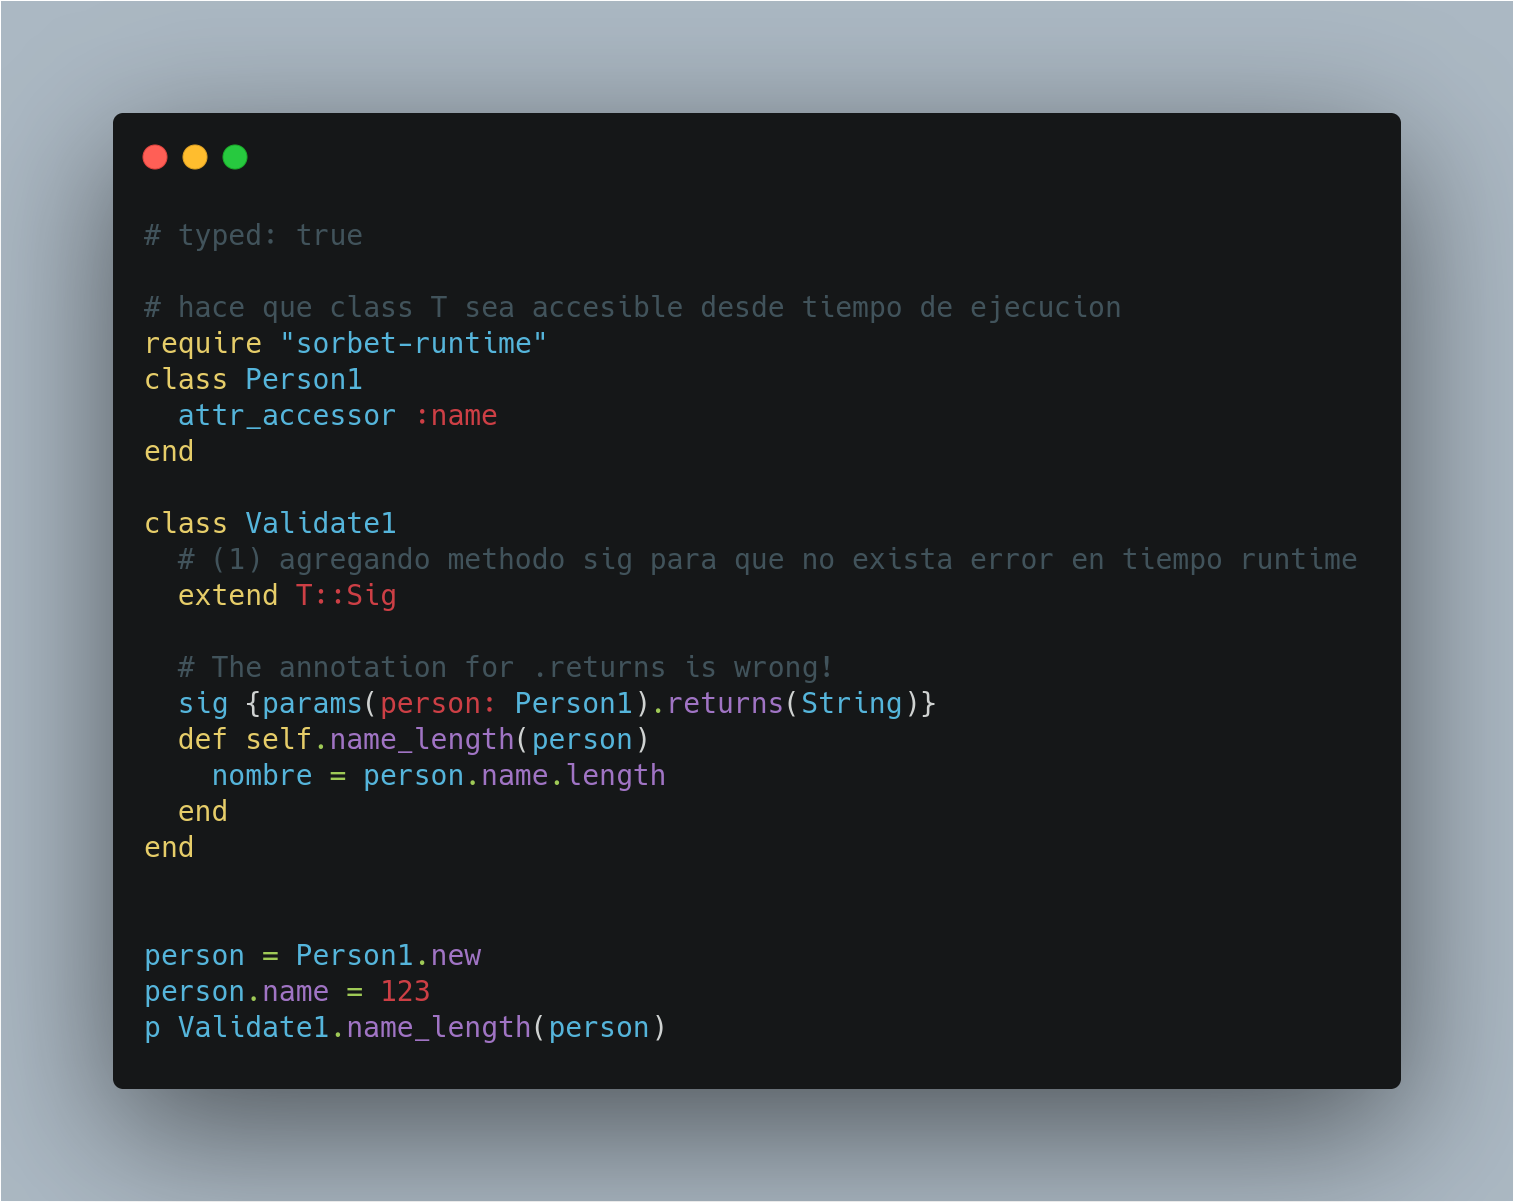 # typed: true
# hace que class T sea accesible desde tiempo de ejecucion
require "sorbet-runtime"
class Person1
  attr_accessor :name
end
class Validate1
  # (1) agregando methodo sig para que no exista error en tiempo runtime
  extend T::Sig
  # The annotation for .returns is wrong!
  sig {params(person: Person1).returns(String)}
  def self.name_length(person)
    nombre = person.name.length
  end
end
person = Person1.new
person.name = 123
p Validate1.name_length(person)